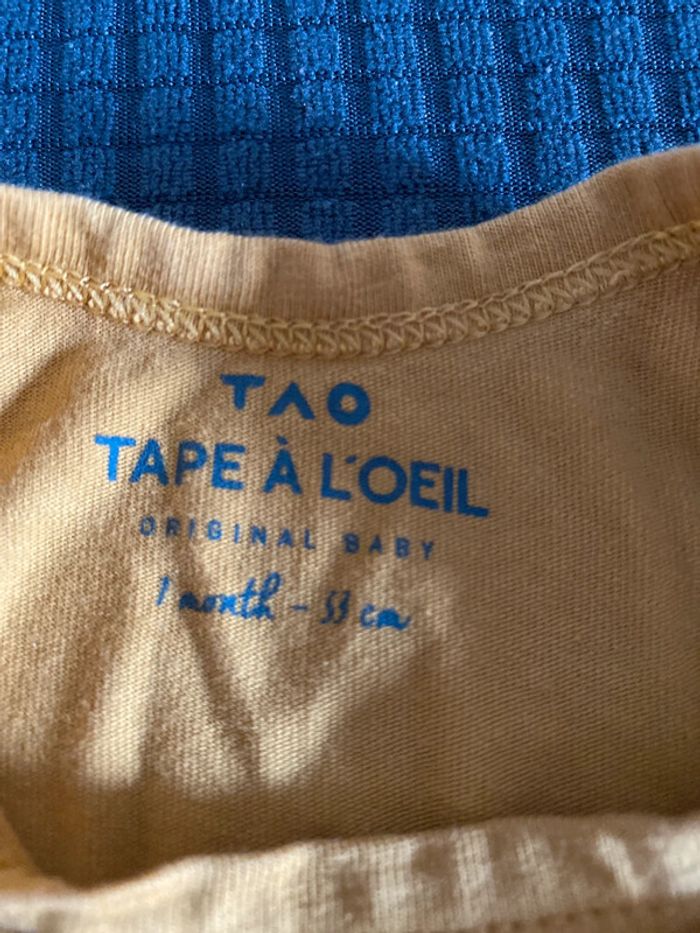 TAO
TAPE À L'OEIL
ORIGINAL BABY
1 month - 53 cm